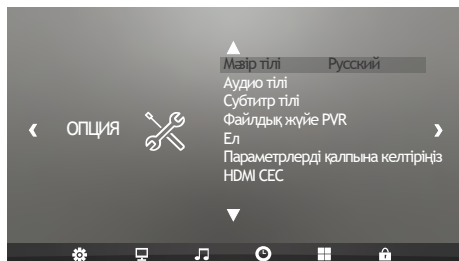 Мәзір тілі Русский
Аудио тілі
Субтитр тілі
Файлдық жүйе PVR
ОПЦИЯ
Ел
Параметрлерді қалпына келтіріңіз
HDMI CEC